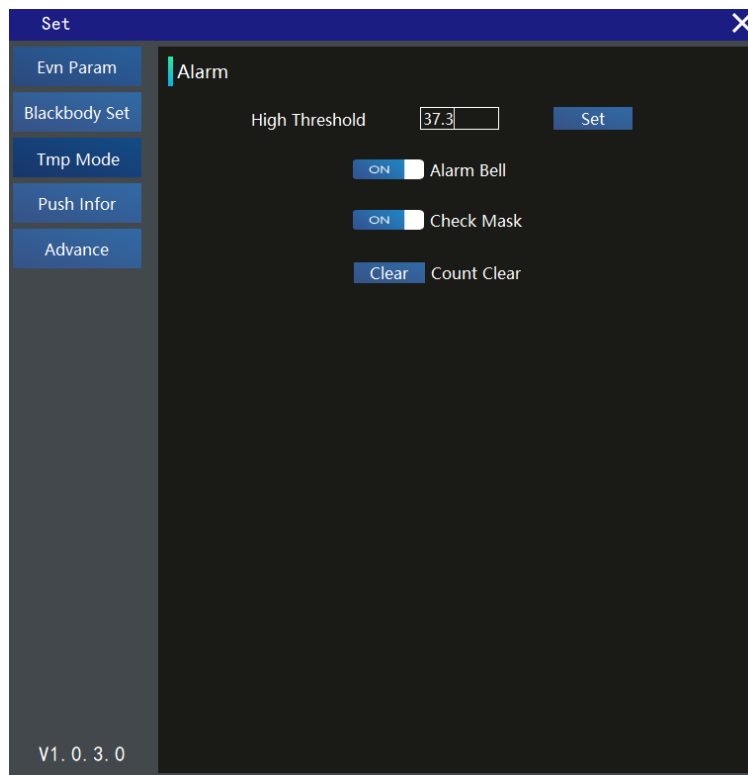 Set
Evn Param
Blackbody Set
Tmp Mode
Push Infor
Advance
Alarm
High Threshold 37.3 Set
ON Alarm Bell
ON Check Mask
Clear Count Clear
V1.0.3.0